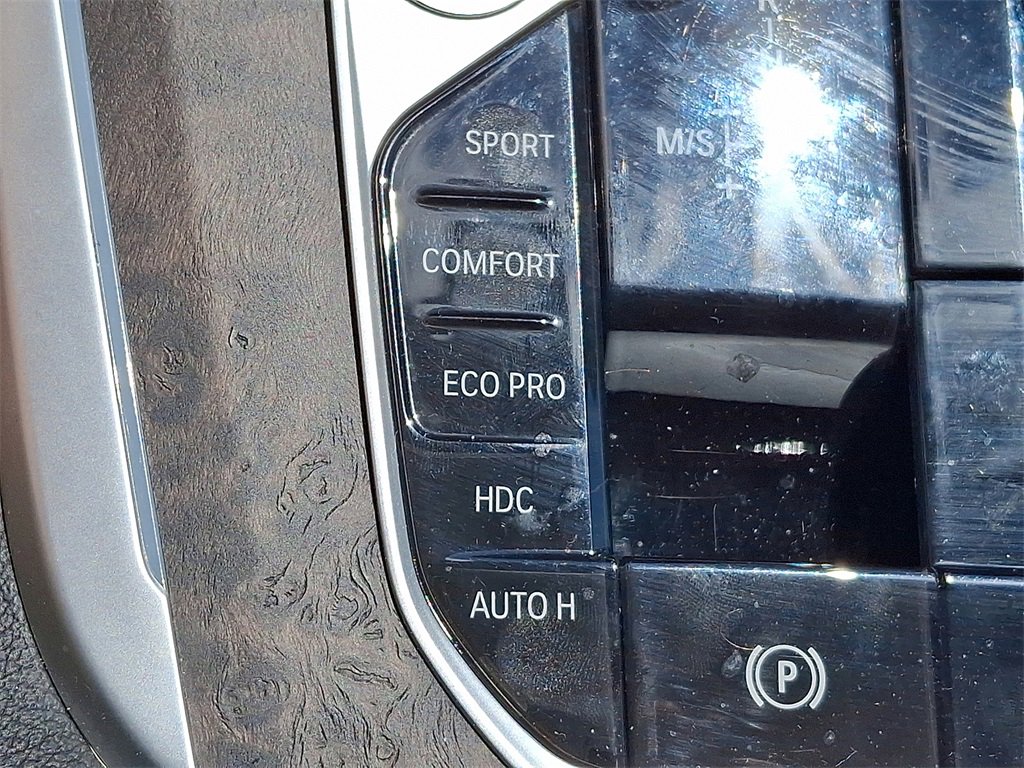 SPORT
M/S
+
COMFORT
ECO PRO
HDC
AUTO H
P